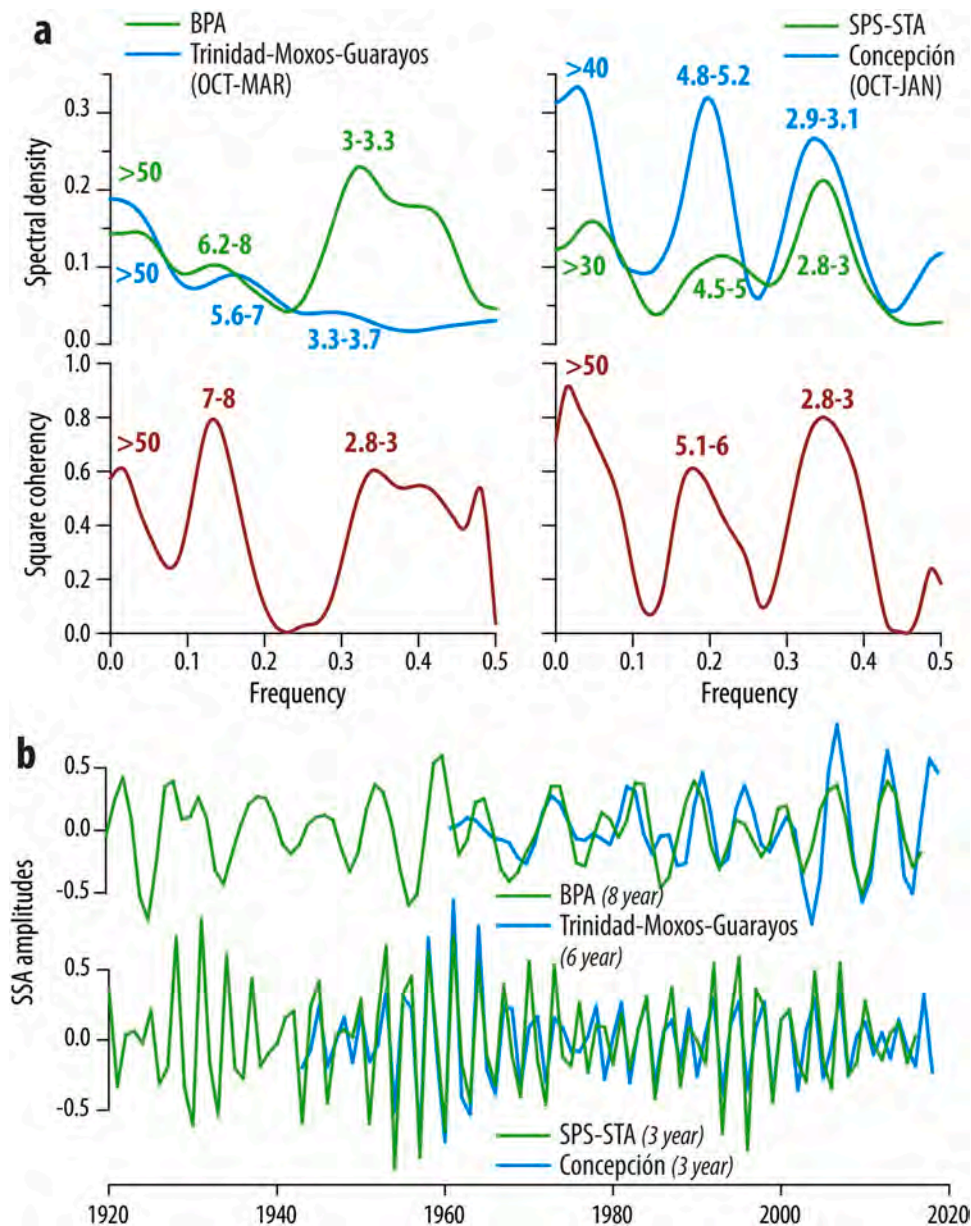 a
BPA
Trinidad-Moxos-Guarayos
(OCT-MAR)
SPS-STA
Concepción
(OCT-JAN)
Spectral density
0.3
0.2
0.1
0.0
>50
>50
6.2-8
5.6-7
3-3.3
3.3-3.7
>40
4.8-5.2
2.9-3.1
>30
4.5-5
2.8-3
Square coherency
1.0
0.8
0.6
0.4
0.2
0.0
>50
7-8
2.8-3
>50
5.1-6
2.8-3
0.0 0.1 0.2 0.3 0.4 0.5
Frequency
0.0 0.1 0.2 0.3 0.4 0.5
Frequency
b
SSA amplitudes
0.5
0.0
-0.5
BPA (8 year)
Trinidad-Moxos-Guarayos
(6 year)
0.5
0.0
-0.5
SPS-STA (3 year)
Concepción (3 year)
1920 1940 1960 1980 2000 2020